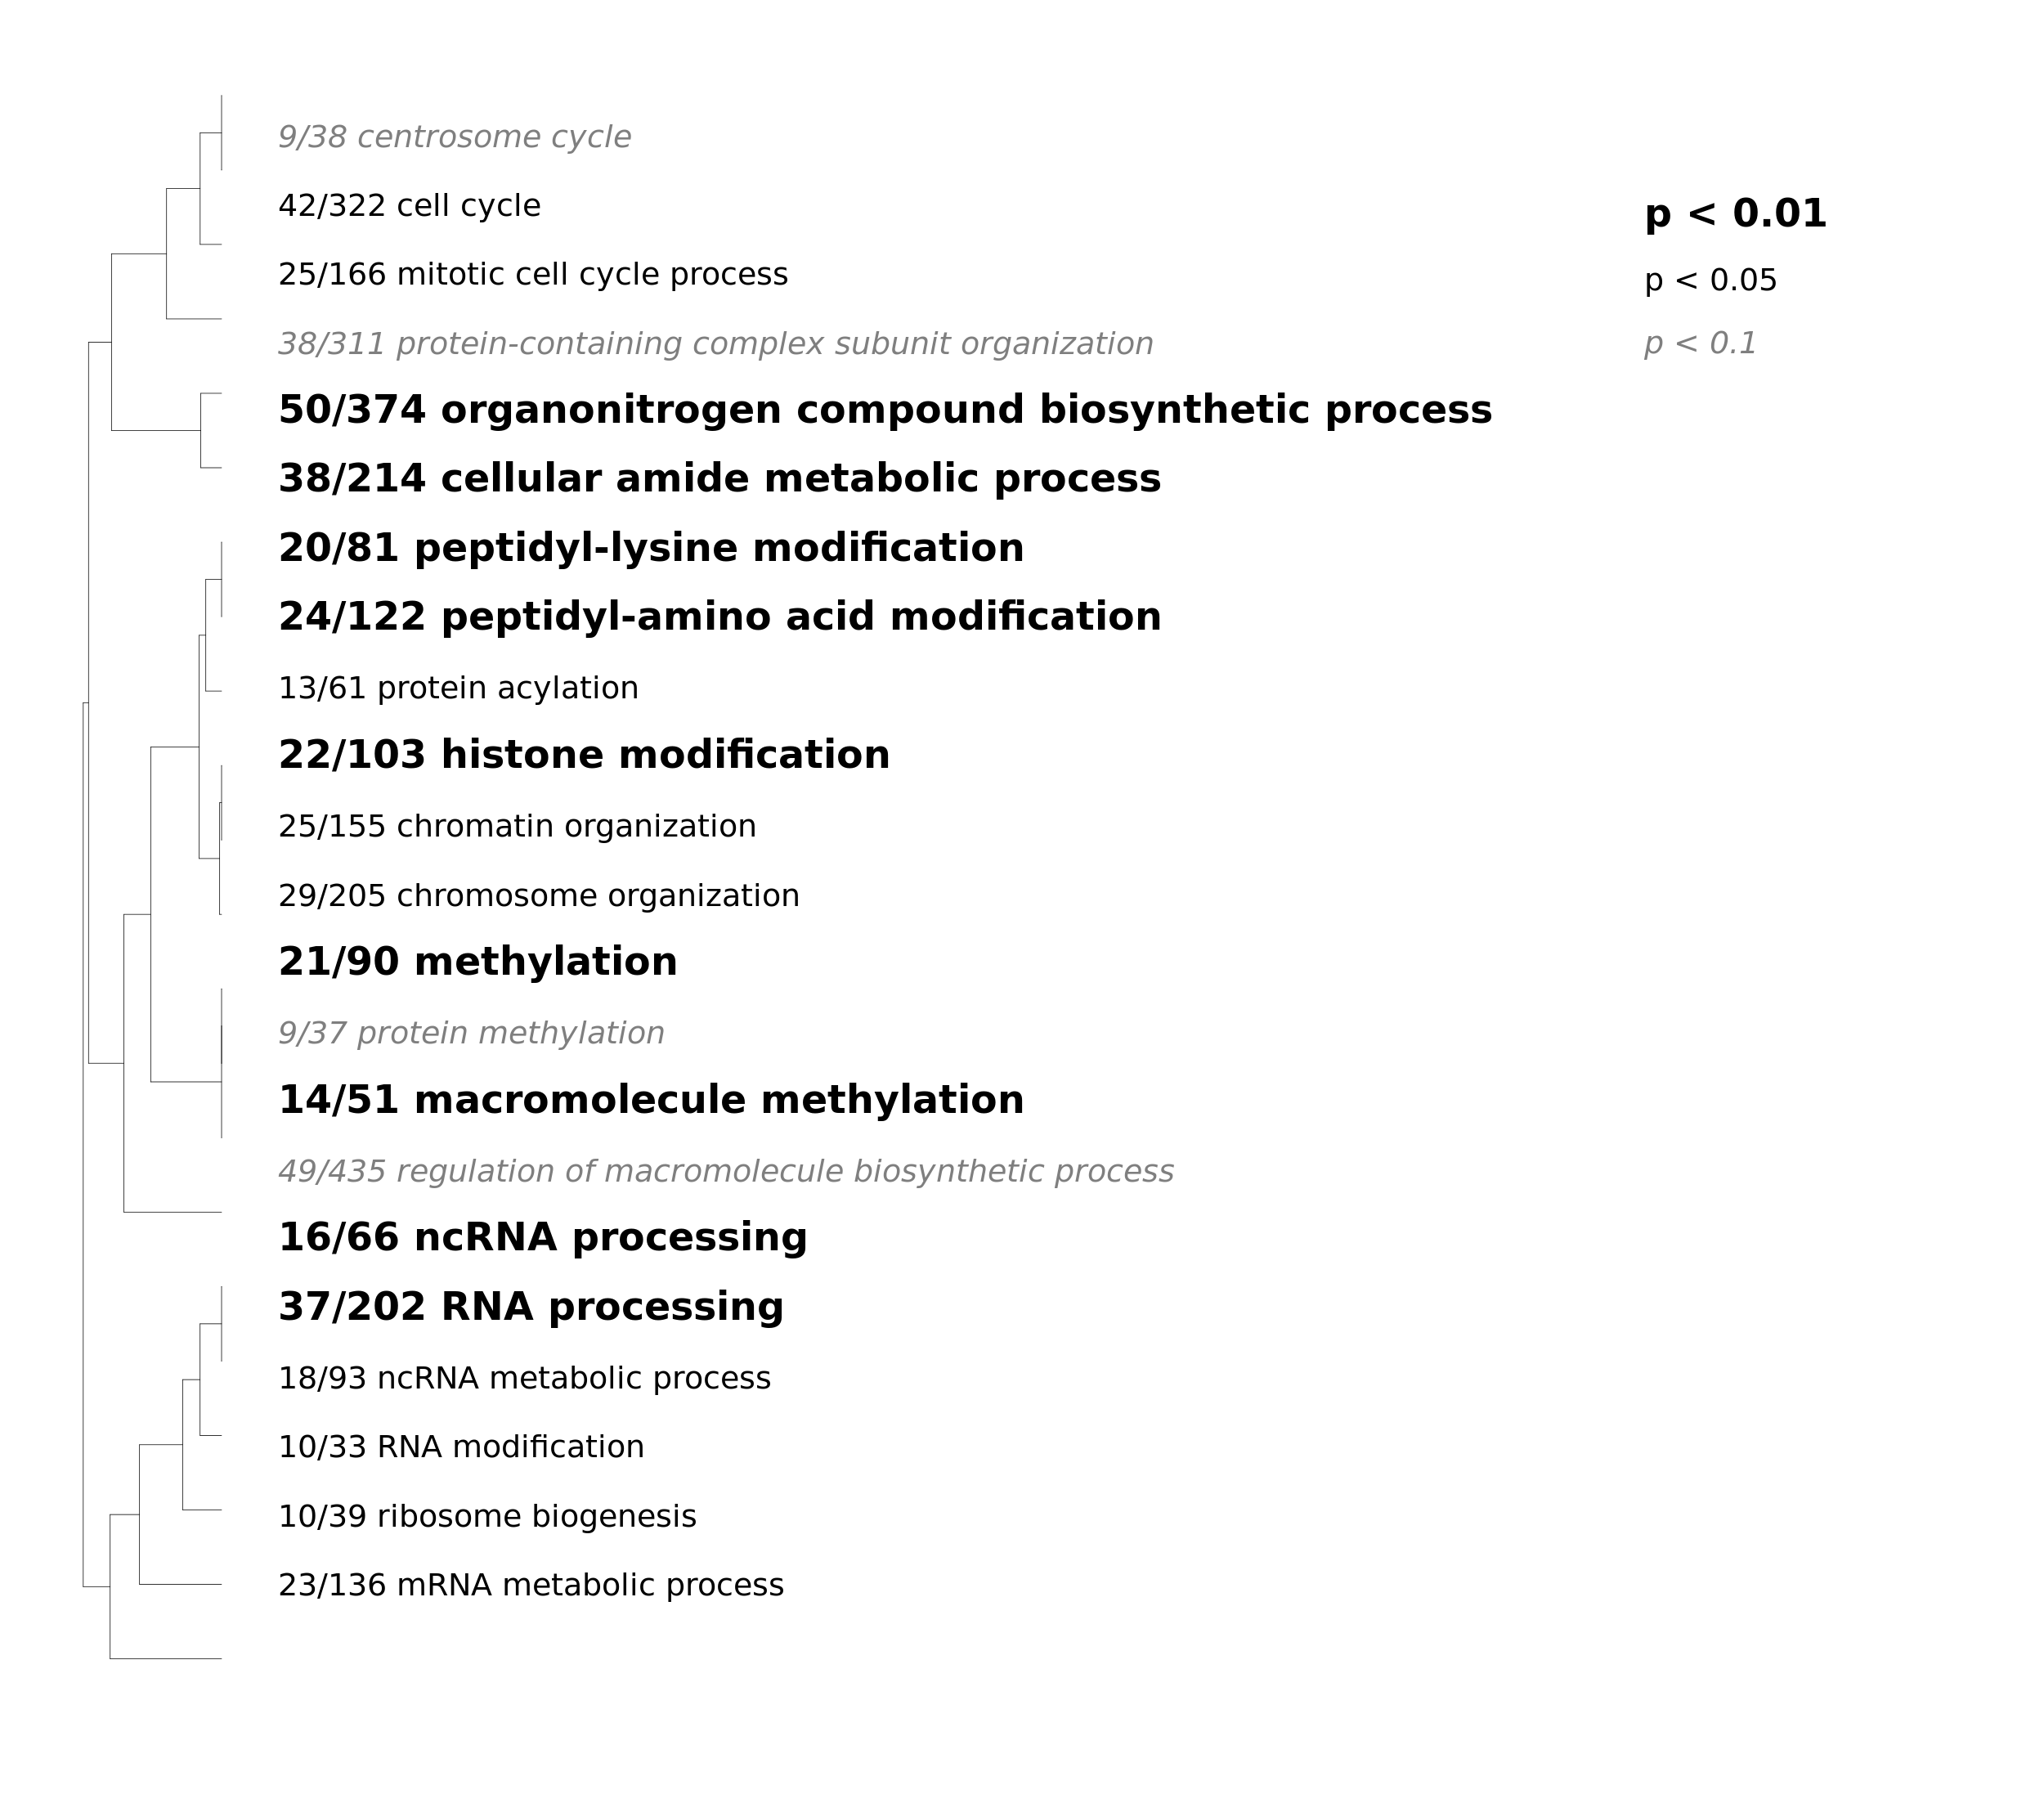 9/38 centrosome cycle
42/322 cell cycle
25/166 mitotic cell cycle process
38/311 protein-containing complex subunit organization
50/374 organonitrogen compound biosynthetic process
38/214 cellular amide metabolic process
20/81 peptidyl-lysine modification
24/122 peptidyl-amino acid modification
13/61 protein acylation
22/103 histone modification
25/155 chromatin organization
29/205 chromosome organization
21/90 methylation
9/37 protein methylation
14/51 macromolecule methylation
49/435 regulation of macromolecule biosynthetic process
16/66 ncRNA processing
37/202 RNA processing
18/93 ncRNA metabolic process
10/33 RNA modification
10/39 ribosome biogenesis
23/136 mRNA metabolic process
p < 0.01
p < 0.05
p < 0.1